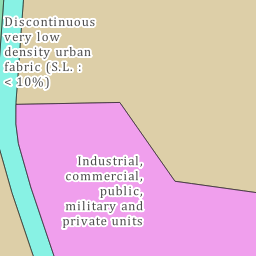 Discontinuous
very low
density urban
fabric (S.L. :
< 10%)
Industrial,
commercial,
public,
military and
private units